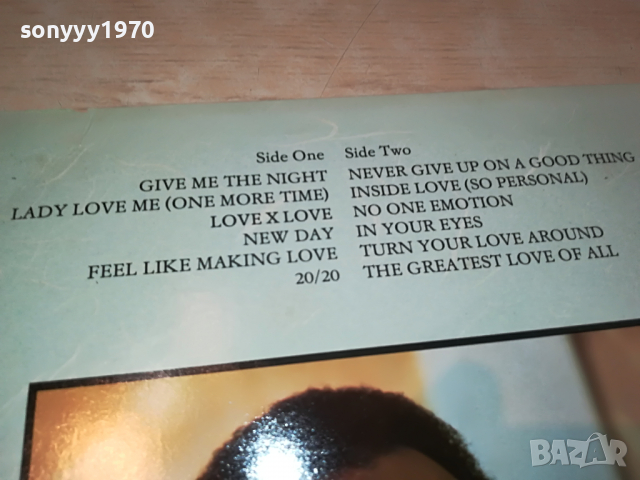 sonyyy1970
Side One
GIVE ME THE NIGHT
LADY LOVE ME (ONE MORE TIME)
LOVE X LOVE
NEW DAY
FEEL LIKE MAKING LOVE
20/20
Side Two
NEVER GIVE UP ON A GOOD THING
INSIDE LOVE (SO PERSONAL)
NO ONE EMOTION
IN YOUR EYES
TURN YOUR LOVE AROUND
THE GREATEST LOVE OF ALL
BAZAR
bg